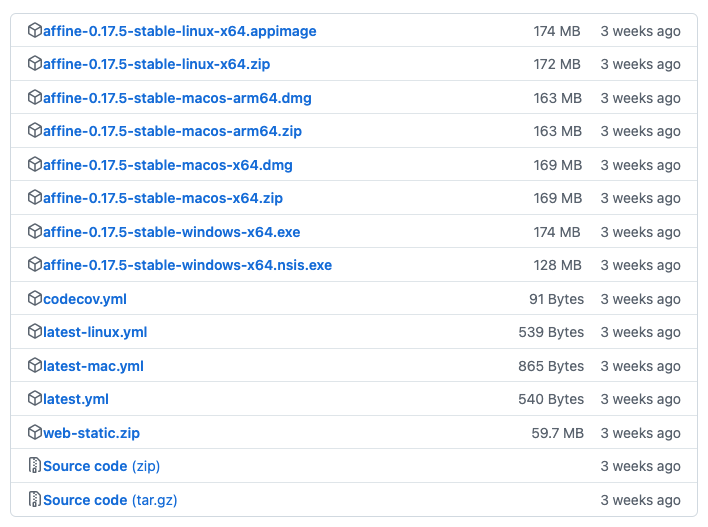 affine-0.17.5-stable-linux-x64.appimage 174 MB 3 weeks ago
affine-0.17.5-stable-linux-x64.zip 172 MB 3 weeks ago
affine-0.17.5-stable-macos-arm64.dmg 163 MB 3 weeks ago
affine-0.17.5-stable-macos-arm64.zip 163 MB 3 weeks ago
affine-0.17.5-stable-macos-x64.dmg 169 MB 3 weeks ago
affine-0.17.5-stable-macos-x64.zip 169 MB 3 weeks ago
affine-0.17.5-stable-windows-x64.exe 174 MB 3 weeks ago
affine-0.17.5-stable-windows-x64.nsis.exe 128 MB 3 weeks ago
codecov.yml 91 Bytes 3 weeks ago
latest-linux.yml 539 Bytes 3 weeks ago
latest-mac.yml 865 Bytes 3 weeks ago
latest.yml 540 Bytes 3 weeks ago
web-static.zip 59.7 MB 3 weeks ago
Source code (zip) 3 weeks ago
Source code (tar.gz) 3 weeks ago